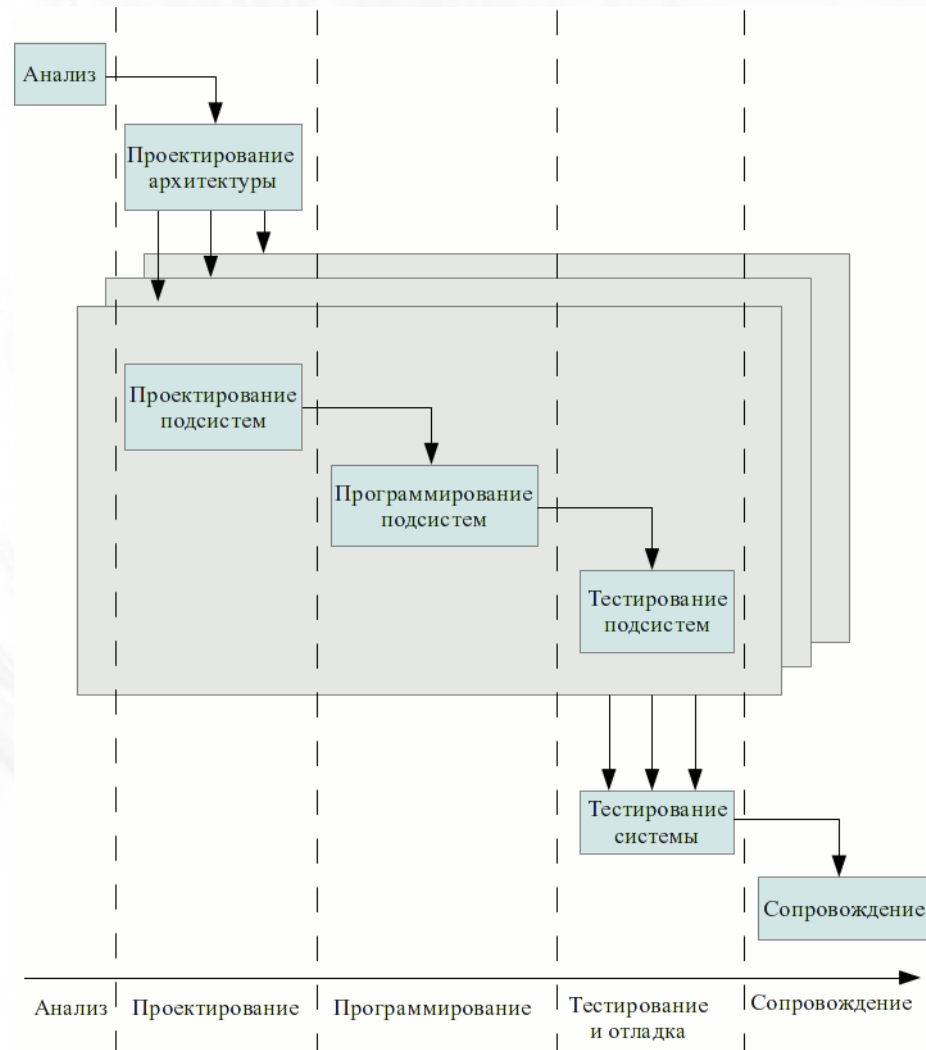 Анализ
Проектирование
архитектуры
Проектирование
подсистем
Программирование
подсистем
Тестирование
подсистем
Тестирование
системы
Сопровождение
Анализ
Проектирование
Программирование
Тестирование
и отладка
Сопровождение